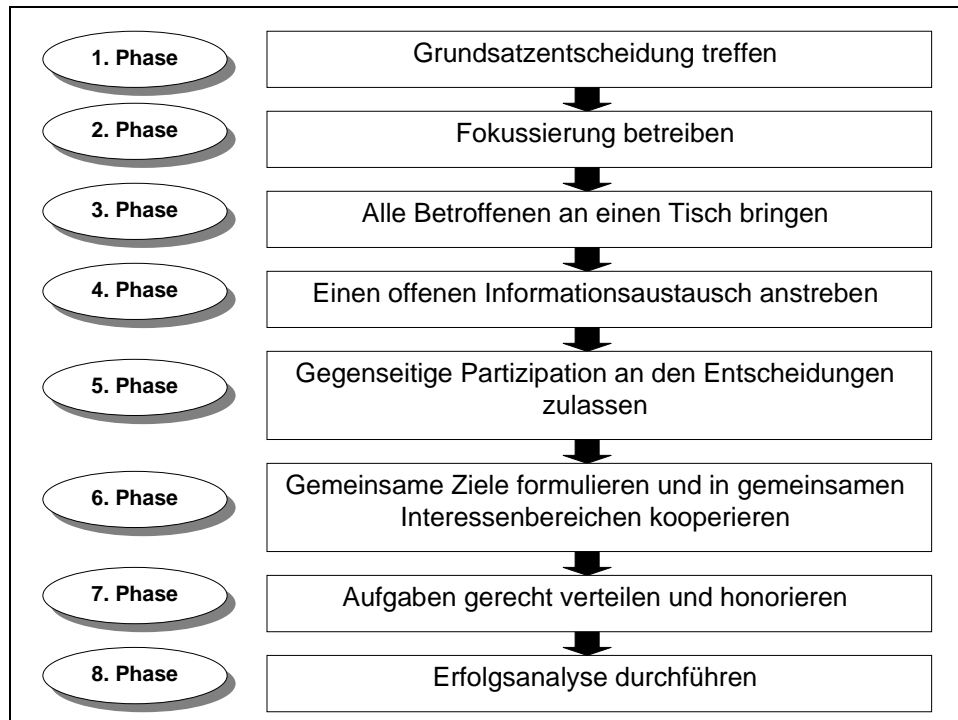 1. Phase
Grundsatzentscheidung treffen
2. Phase
Fokussierung betreiben
3. Phase
Alle Betroffenen an einen Tisch bringen
4. Phase
Einen offenen Informationsaustausch anstreben
5. Phase
Gegenseitige Partizipation an den Entscheidungen
zulassen
6. Phase
Gemeinsame Ziele formulieren und in gemeinsamen
Interessenbereichen kooperieren
7. Phase
Aufgaben gerecht verteilen und honorieren
8. Phase
Erfolgsanalyse durchführen